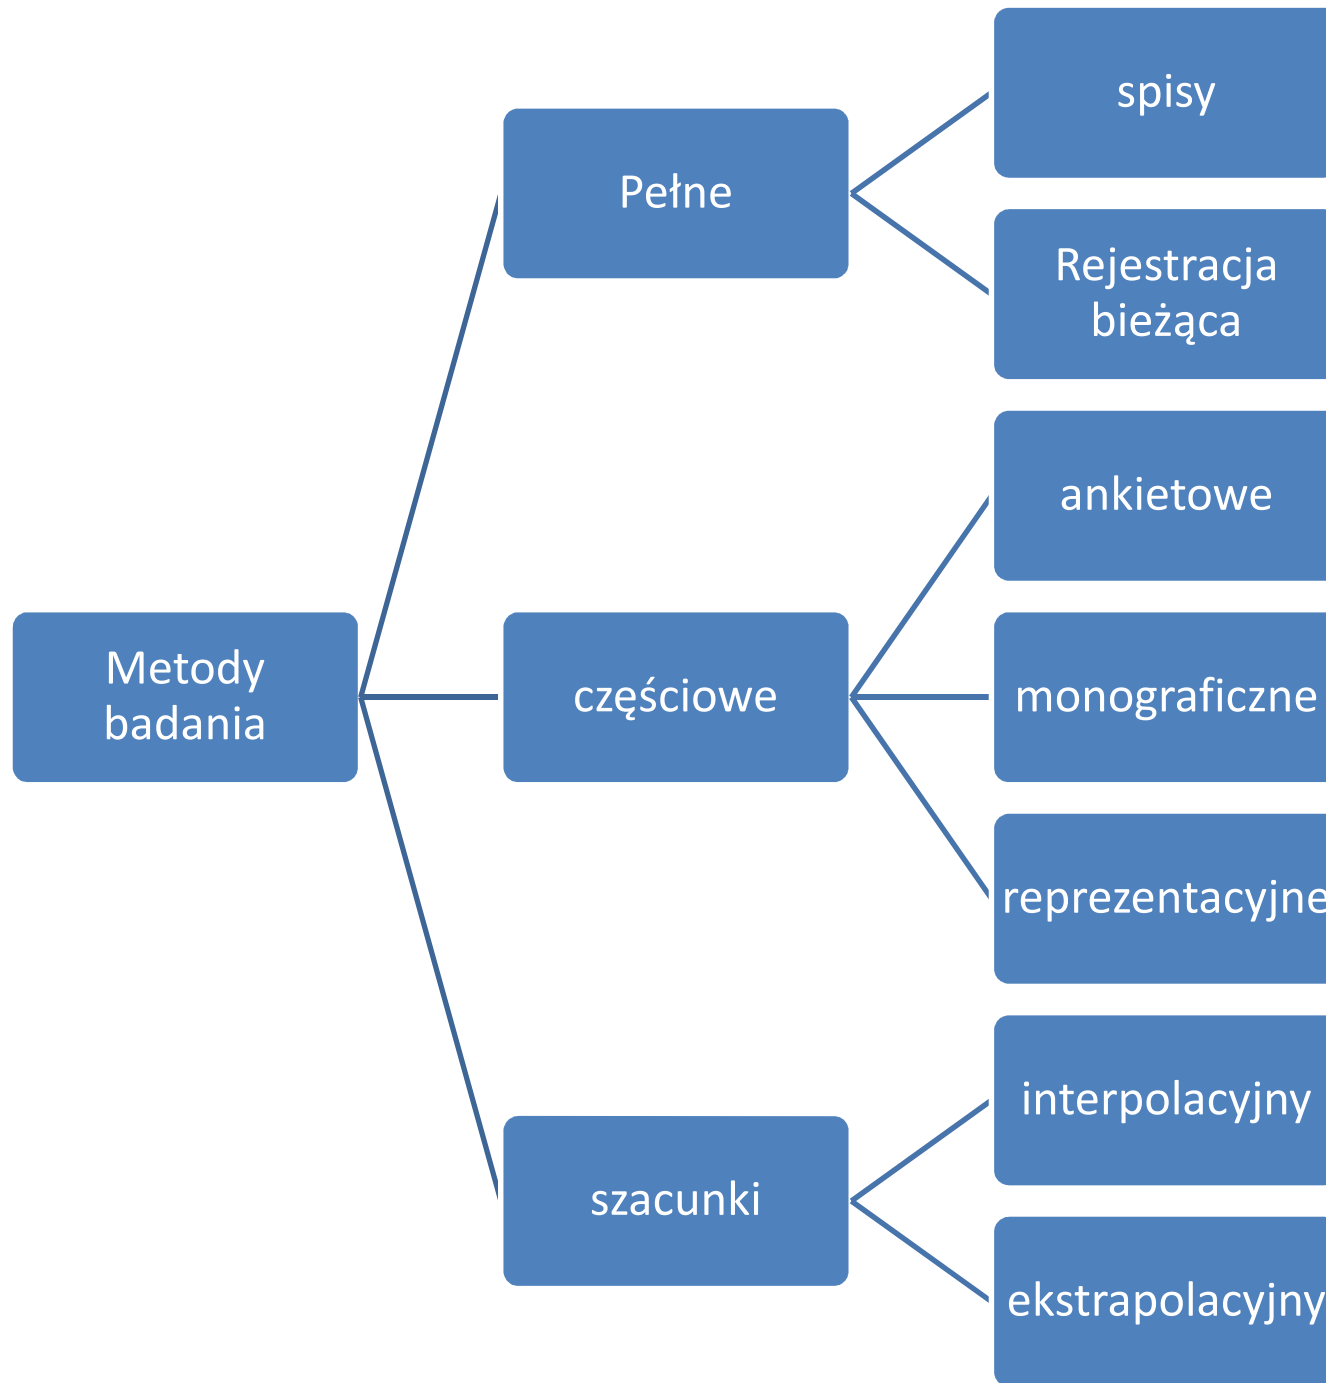 spisy
Pełne
Rejestracja
bieżąca
ankietowe
Metody
badania
częściowe
monograficzne
reprezentacyjne
interpolacyjny
szacunki
ekstrapolacyjny